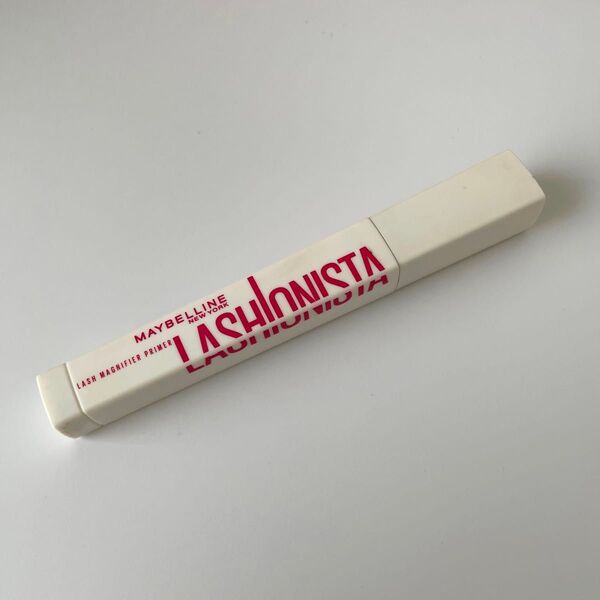 MAYBELLINE
NEW YORK
LASH MAGNIFIER PRIMER
LASHIONISTA